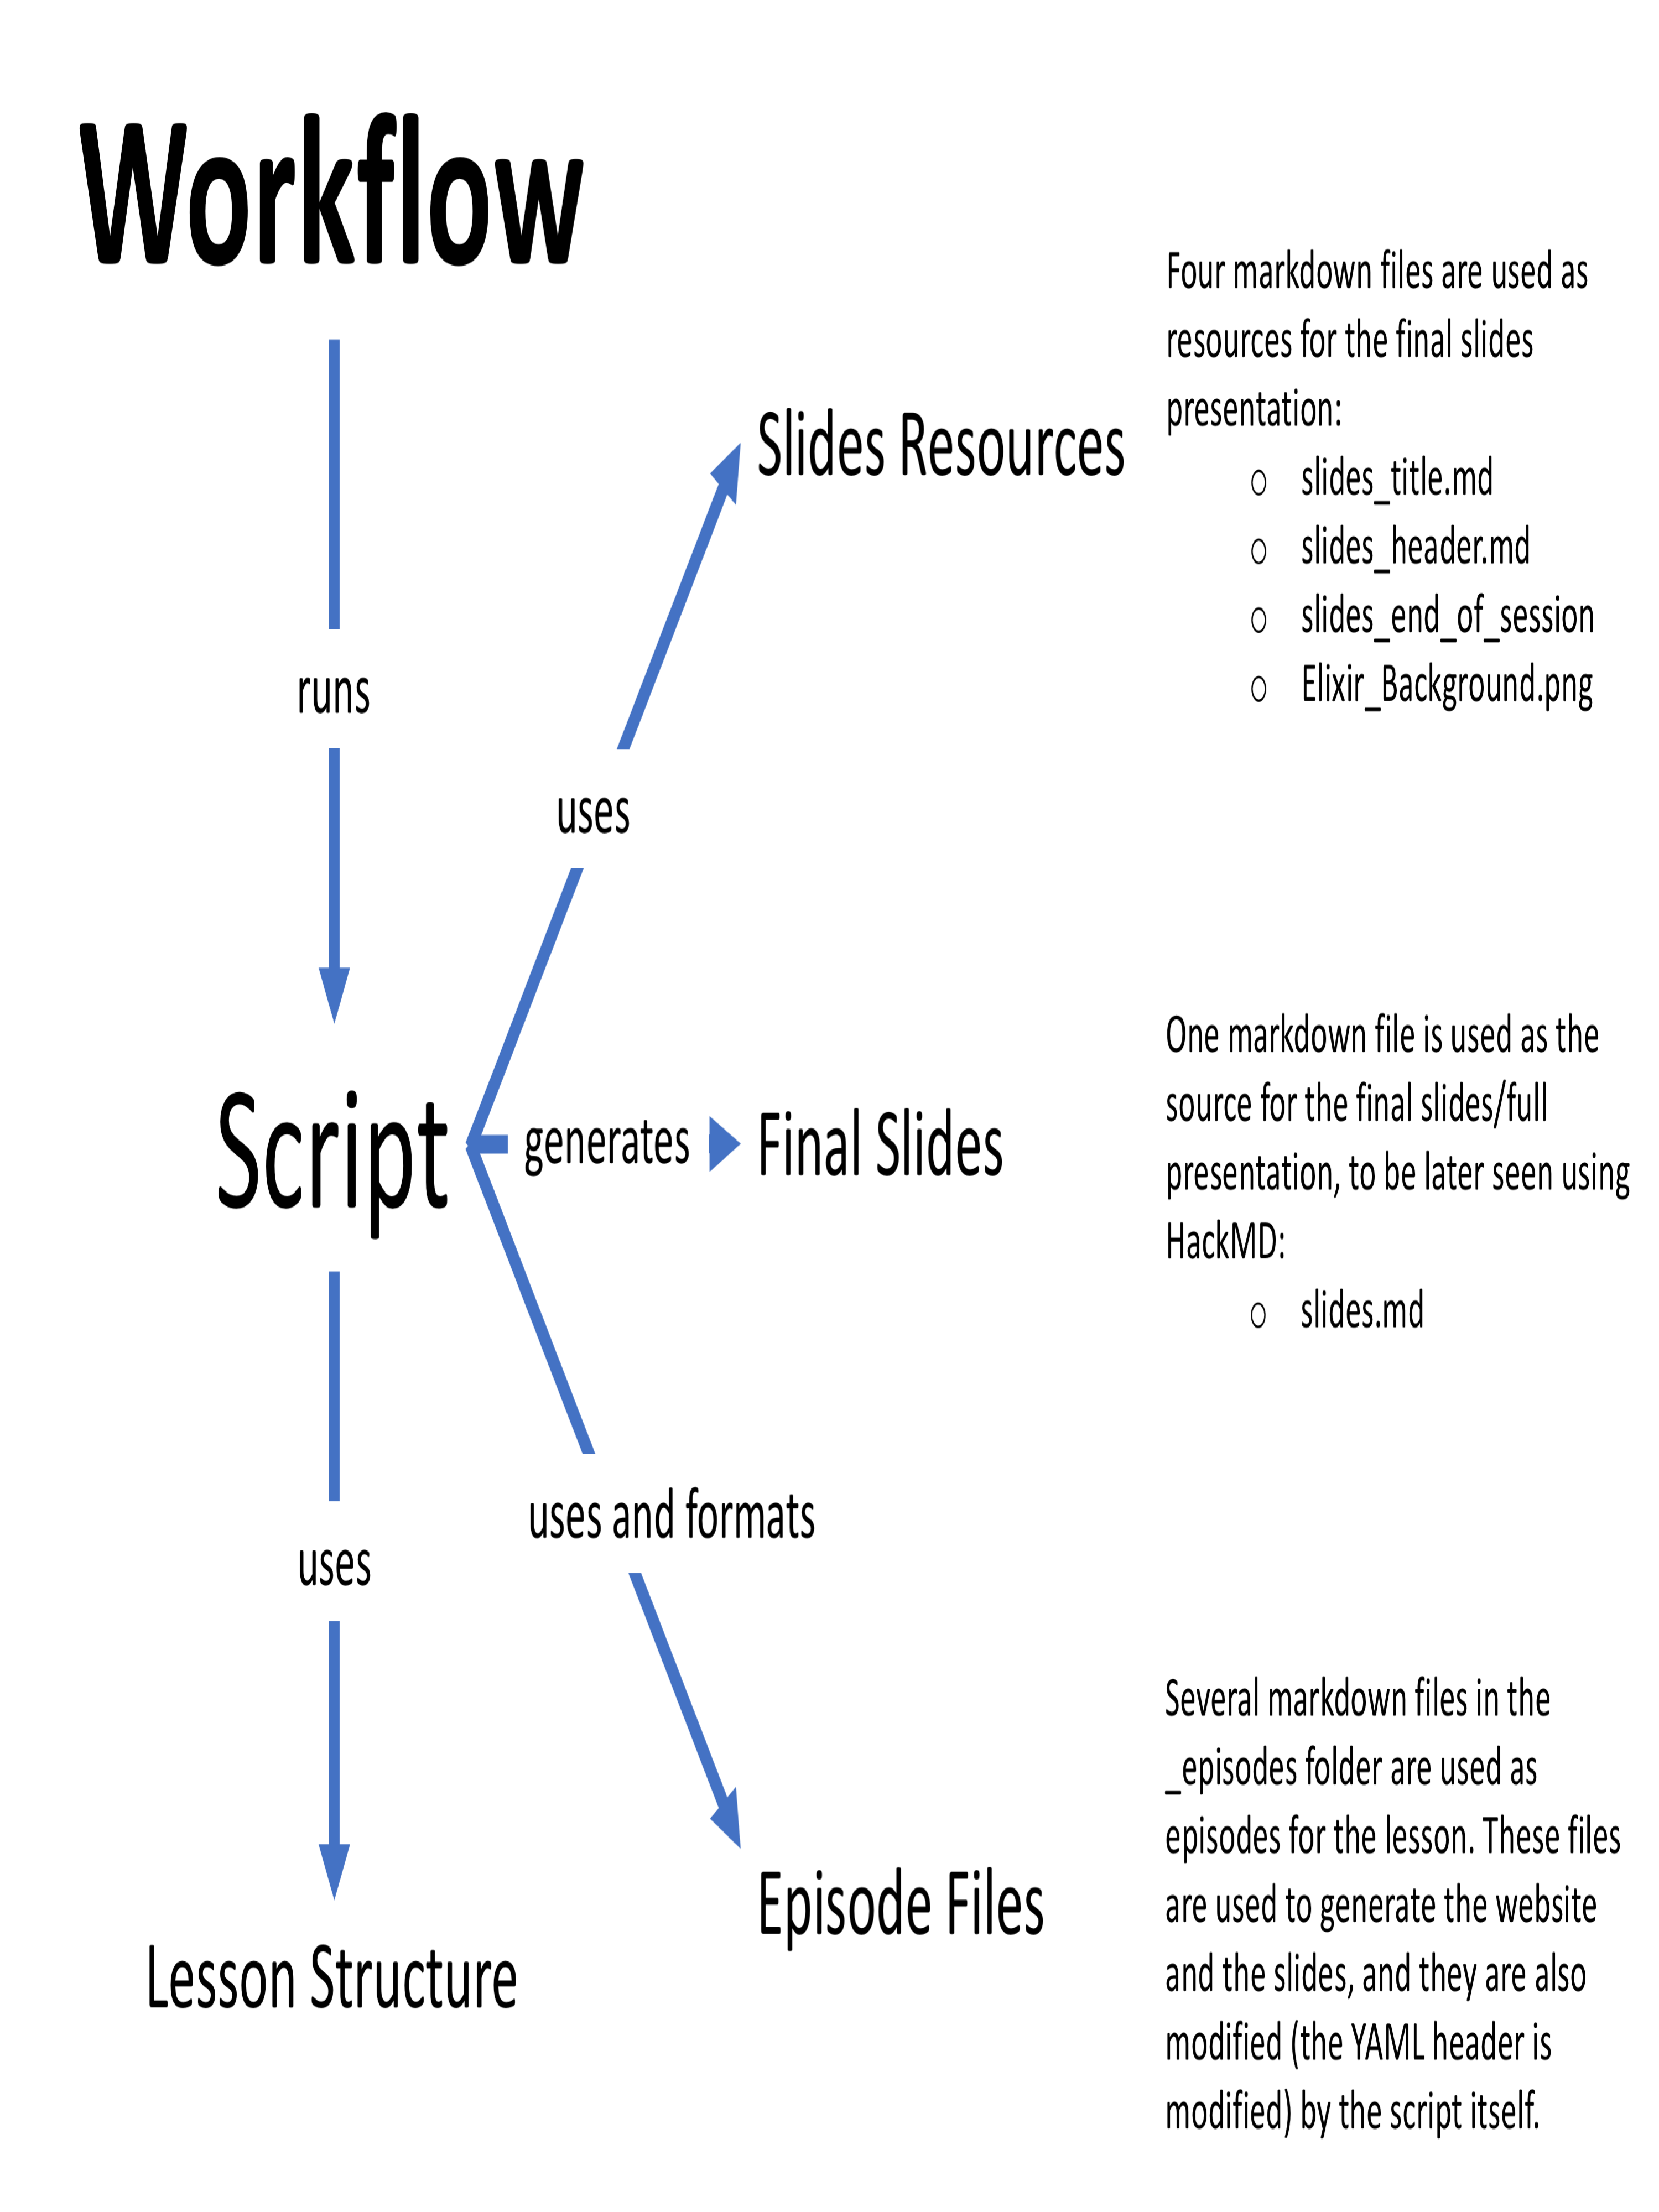 Workflow
Four markdown files are used as
resources for the final slides
presentation:
○ slides_title.md
○ slides_header.md
○ slides_end_of_session
○ Elixir_Background.png
Slides Resources
runs
uses
Script
generates
Final Slides
One markdown file is used as the
source for the final slides/full
presentation, to be later seen using
HackMD:
○ slides.md
uses and formats
uses
Episode Files
Several markdown files in the
_episodes folder are used as
episodes for the lesson. These files
are used to generate the website
and the slides, and they are also
modified (the YAML header is
modified) by the script itself.
Lesson Structure